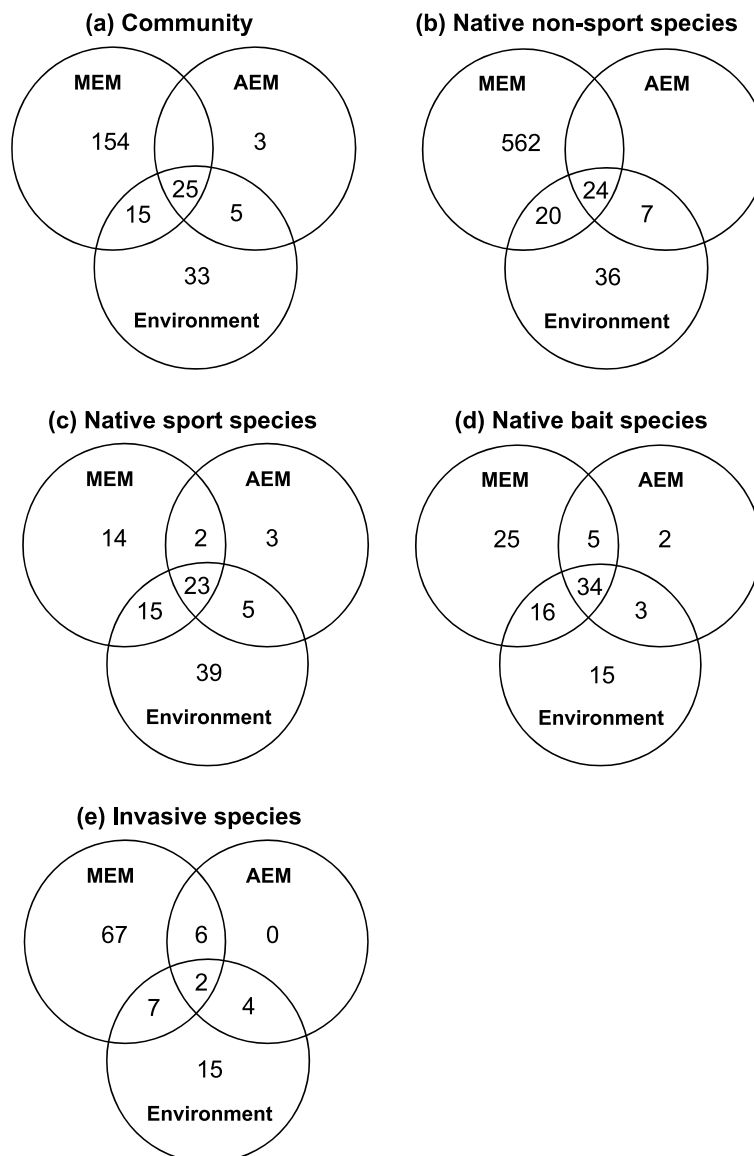 (a) Community
MEM
AEM
154
3
25
15
5
33
Environment
(b) Native non-sport species
MEM
AEM
562
24
20
7
36
Environment
(c) Native sport species
MEM
AEM
14
2
3
23
15
5
39
Environment
(d) Native bait species
MEM
AEM
25
5
2
34
16
3
15
Environment
(e) Invasive species
MEM
AEM
67
6
0
2
7
4
15
Environment